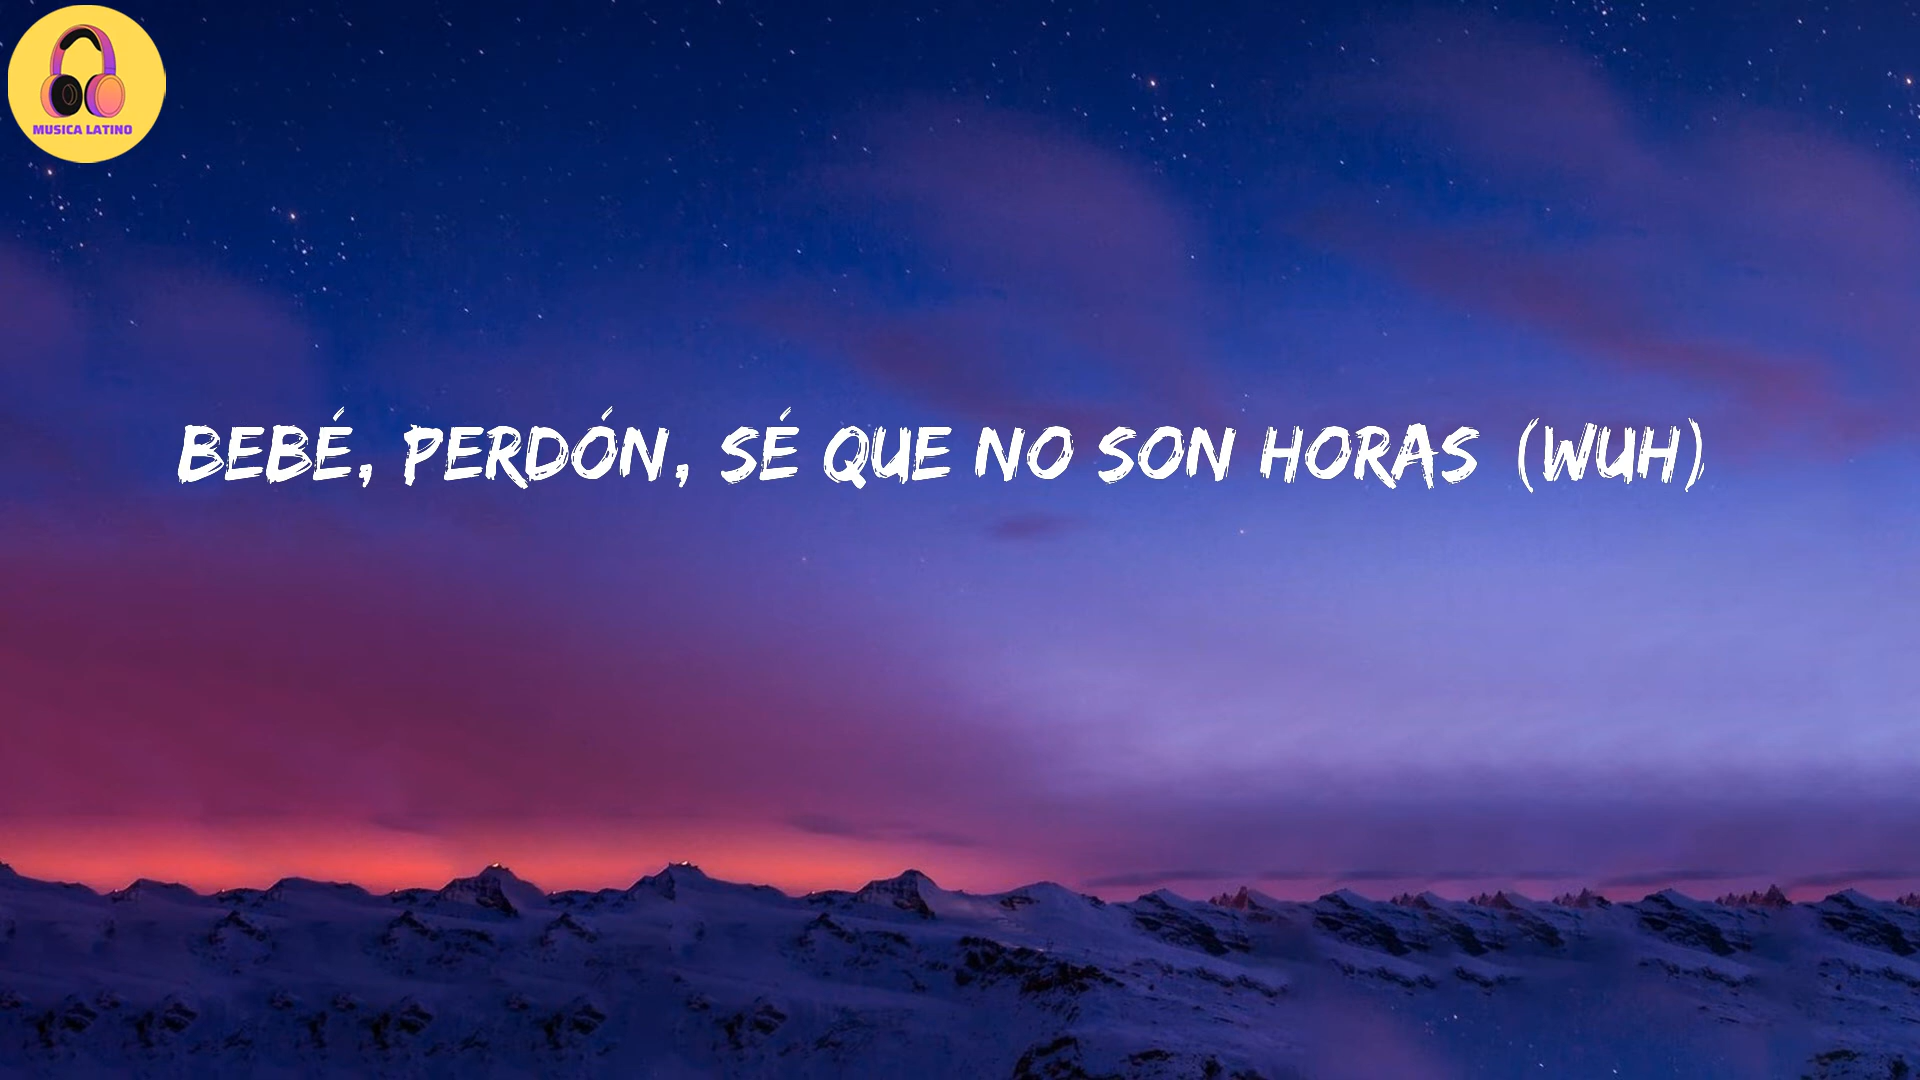 MUSICA LATINO
BEBÉ, PERDÓN, SÉ QUE NO SON HORAS (WUH)